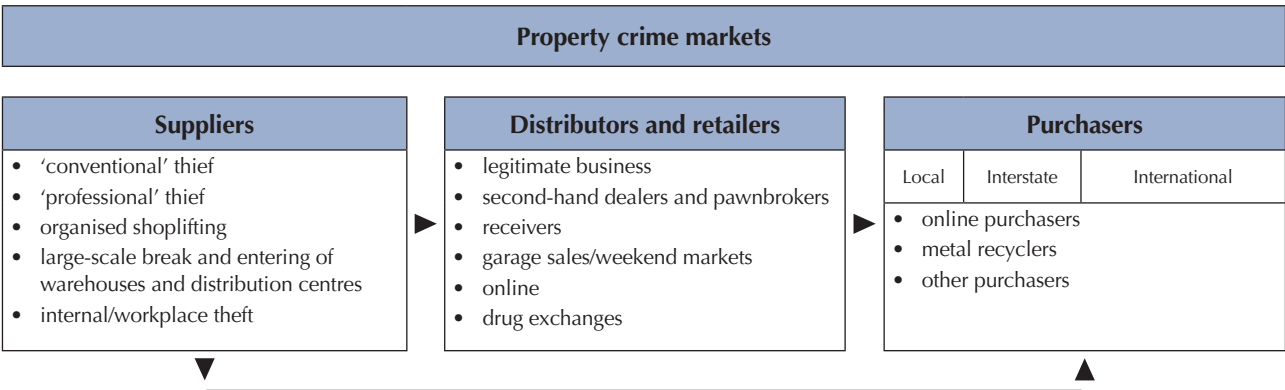 Property crime markets
Suppliers
• ‘conventional’ thief
• ‘professional’ thief
• organised shoplifting
• large-scale break and entering of
warehouses and distribution centres
• internal/workplace theft
Distributors and retailers
• legitimate business
• second-hand dealers and pawnbrokers
• receivers
• garage sales/weekend markets
• online
• drug exchanges
Purchasers
Local Interstate International
• online purchasers
• metal recyclers
• other purchasers